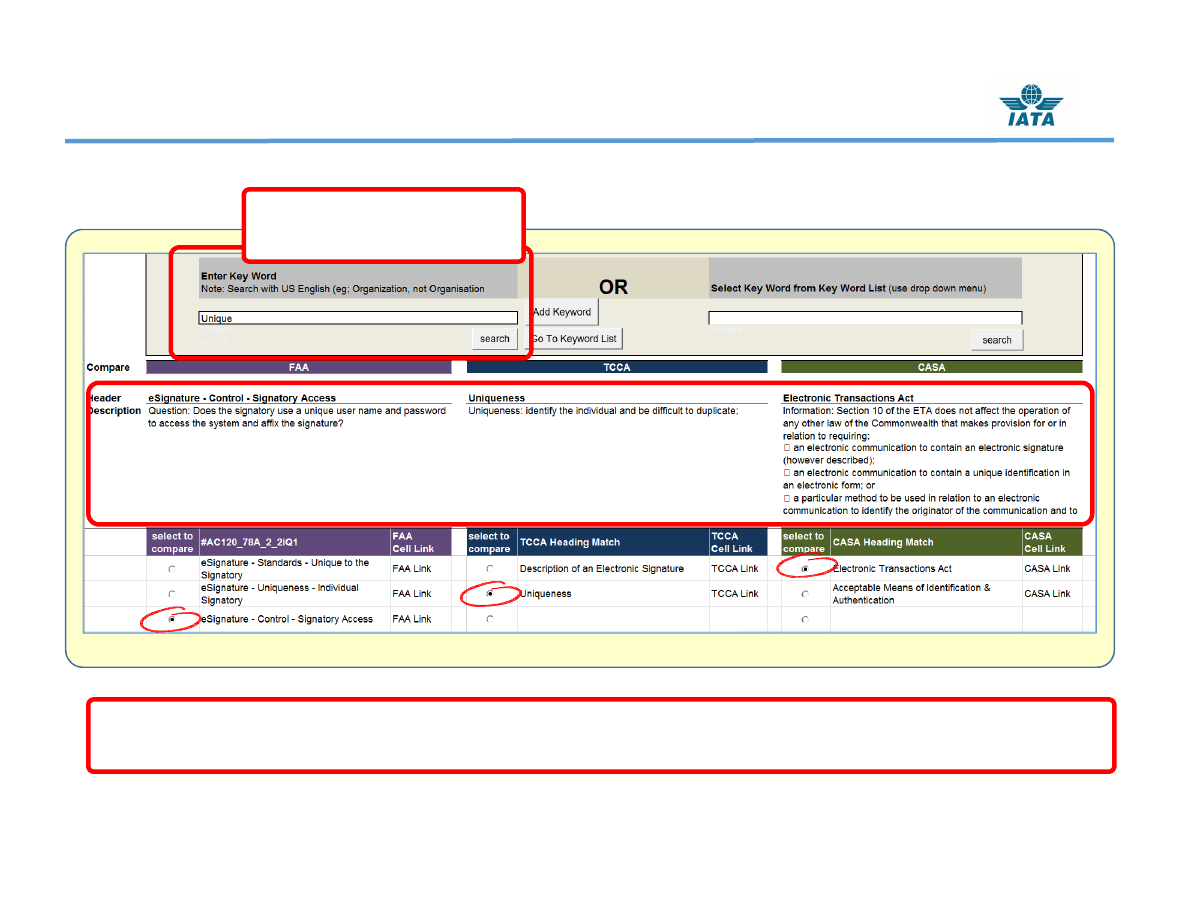 IATA
Enter Key Word
Note: Search with US English (eg; Organization, not Organisation
OR
Select Key Word from Key Word List (use drop down menu)
Unique
Add Keyword
search
Go To Keyword List
search
Compare
FAA
TCCA
CASA
Header
eSignature - Control - Signatory Access
Uniqueness
Electronic Transactions Act
Description
Question: Does the signatory use a unique user name and password
to access the system and affix the signature?
Uniqueness: identify the individual and be difficult to duplicate;
Information: Section 10 of the ETA does not affect the operation of
any other law of the Commonwealth that makes provision for or in
relation to requiring:
□ an electronic communication to contain an electronic signature
(however described);
□ an electronic communication to contain a unique identification in
an electronic form; or
□ a particular method to be used in relation to an electronic
communication to identify the originator of the communication and to
select to
compare
#AC120_78A_2_2iQ1
FAA
Cell Link
select to
compare
TCCA Heading Match
TCCA
Cell Link
select to
compare
CASA Heading Match
CASA
Cell Link
eSignature - Standards - Unique to the
Signatory
FAA Link
Description of an Electronic Signature
TCCA Link
Electronic Transactions Act
CASA Link
eSignature - Uniqueness - Individual
Signatory
FAA Link
Uniqueness
TCCA Link
Acceptable Means of Identification &
Authentication
CASA Link
eSignature - Control - Signatory Access
FAA Link